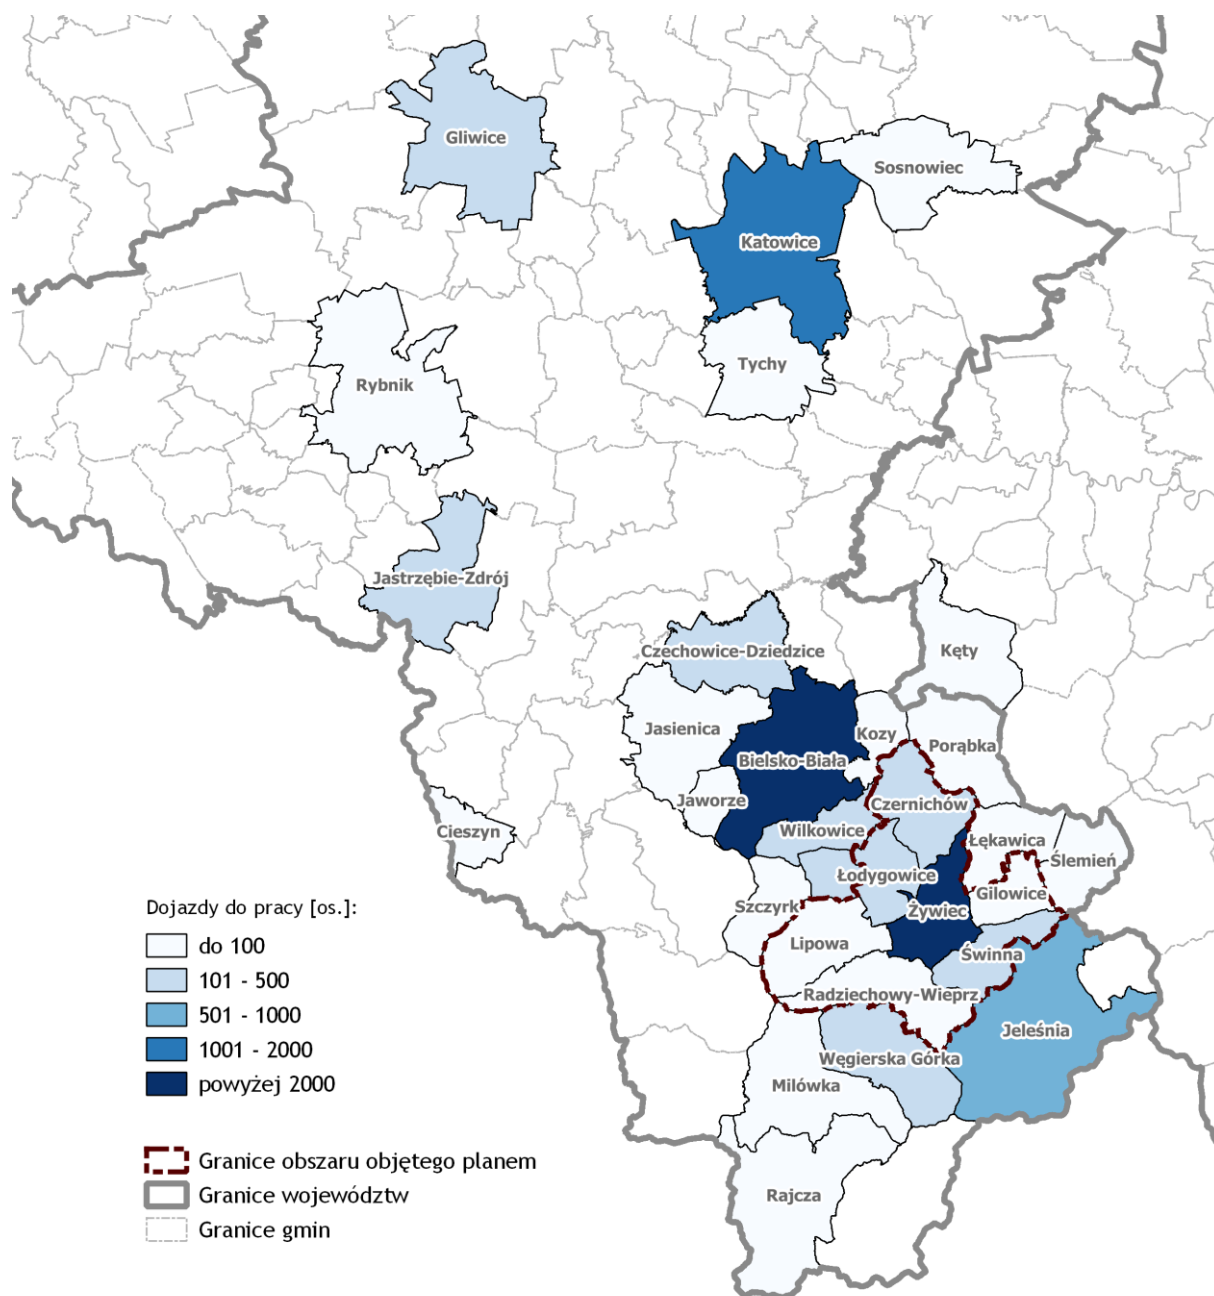 Gliwice
Sosnowiec
Katowice
Tychy
Rybnik
Jastrzębie-Zdrój
Czechowice-Dziedzice
Kęty
Jasienica
Kozy
Porąbka
Bielsko-Biała
Jaworze
Czernichów
Cieszyn
Wilkowice
Łękawica
Ślemień
Łodygowice
Gilowice
Szczyrk
Żywiec
Lipowa
Świnna
Radziechowy-Wieprz
Jeleśnia
Węgierska Górka
Milówka
Rajcza
Dojazdy do pracy [os.]:
do 100
101 - 500
501 - 1000
1001 - 2000
powyżej 2000
Granice obszaru objętego planem
Granice województw
Granice gmin